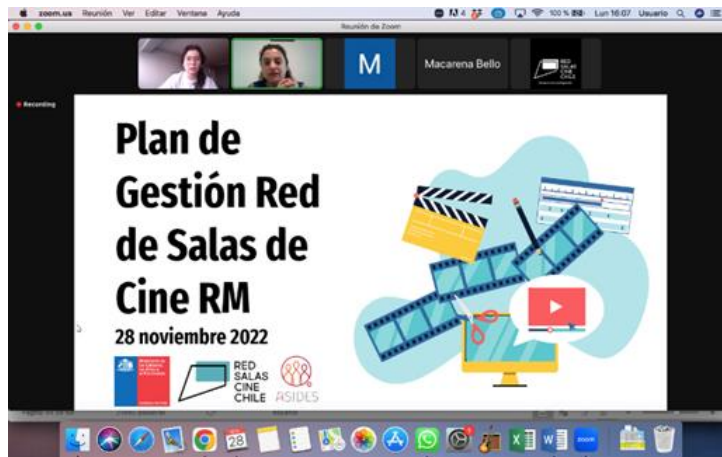 zoom.us Reunión Ver Editar Ventana Ayuda
4 100 % Lun 16:07 Usuario
Reunión de Zoom
M
Macarena Bello
RED
SALAS
CINE
CHILE
Recording
Plan de
Gestión Red
de Salas de
Cine RM
28 noviembre 2022
RED
SALAS
CINE
CHILE
ASIDES
28
zoom